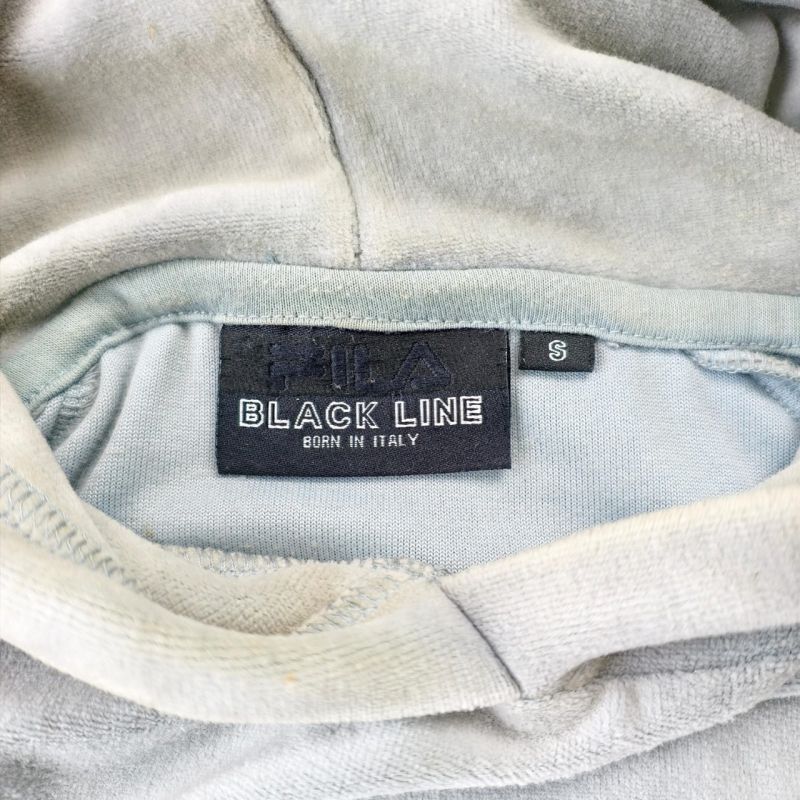 FILA
BLACK LINE
BORN IN ITALY
S